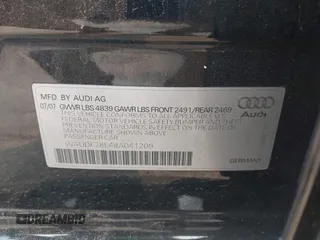 MFD. BY AUDI AG
07/07 GVWR LBS 4839 GAWR LBS FRONT 2491/REAR 2469
THIS VEHICLE CONFORMS TO ALL APPLICABLE U.S.
FEDERAL MOTOR VEHICLE SAFETY BUMPER AND THEFT
PREVENTION STANDARDS IN EFFECT ON THE DATE OF
MANUFACTURE SHOWN ABOVE
PASSENGER CAR
Audi
GERMANY
DREAMBID